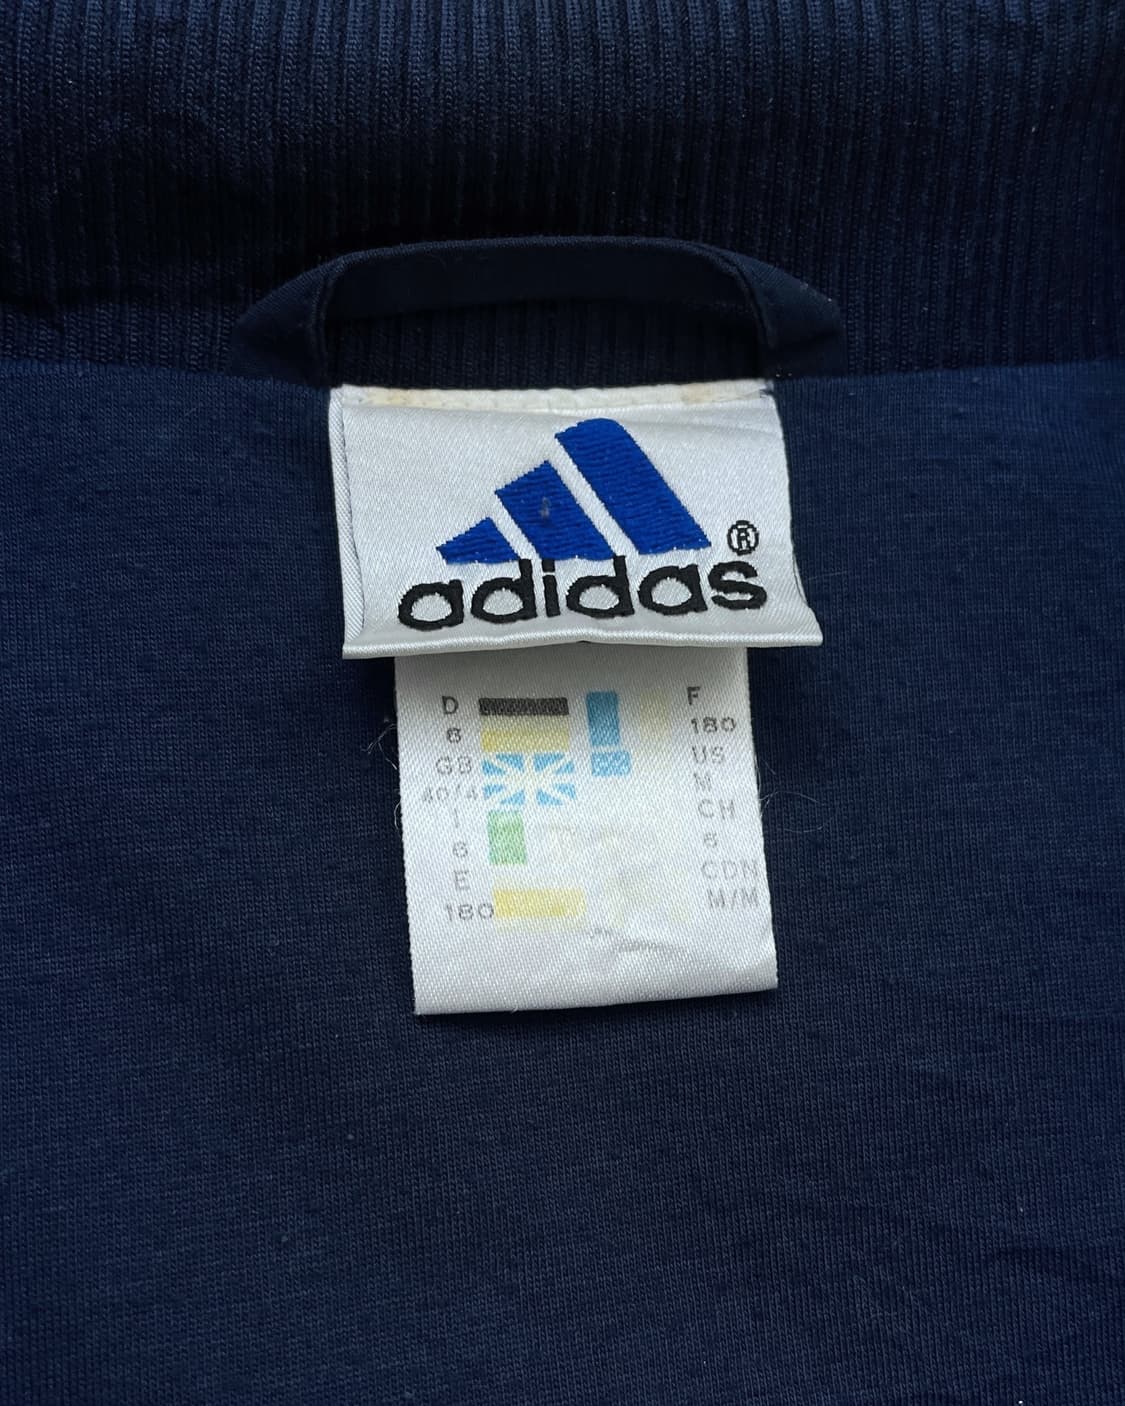 adidas®
D
6
GB
40/4
I
6
E
180
F
180
US
M
CH
6
CDN
M/M